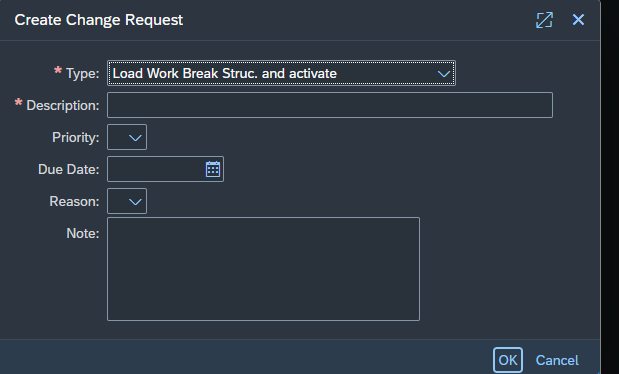 Create Change Request
* Type: Load Work Break Struc. and activate
* Description:
Priority:
Due Date:
Reason:
Note:
OK Cancel